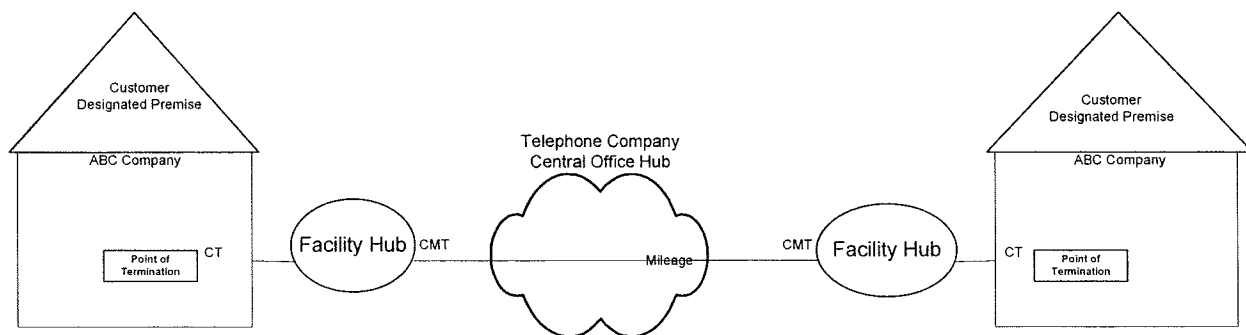 Customer
Designated Premise
ABC Company
Point of
Termination
CT
Facility Hub
CMT
Telephone Company
Central Office Hub
Mileage
CMT
Facility Hub
Customer
Designated Premise
ABC Company
CT
Point of
Termination